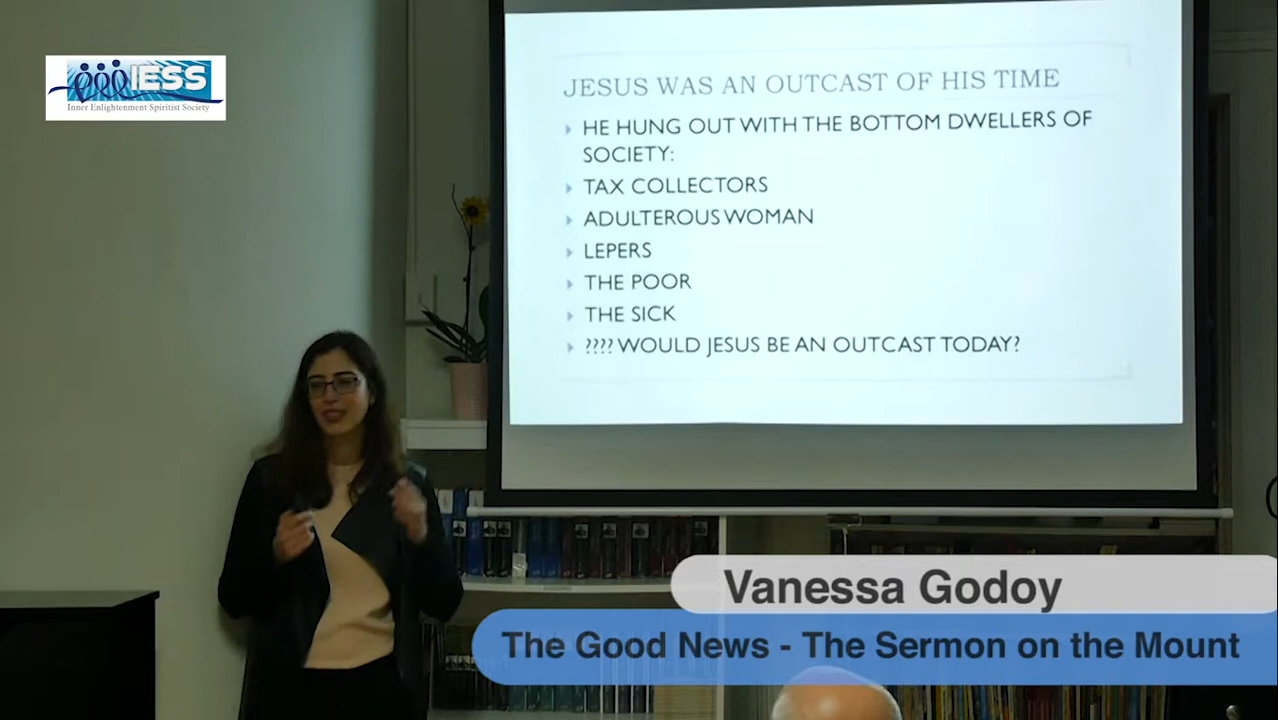 IESS
Inner Enlightenment Spiritist Society
JESUS WAS AN OUTCAST OF HIS TIME
HE HUNG OUT WITH THE BOTTOM DWELLERS OF
SOCIETY:
TAX COLLECTORS
ADULTEROUS WOMAN
LEPERS
THE POOR
THE SICK
???? WOULD JESUS BE AN OUTCAST TODAY?
Vanessa Godoy
The Good News - The Sermon on the Mount